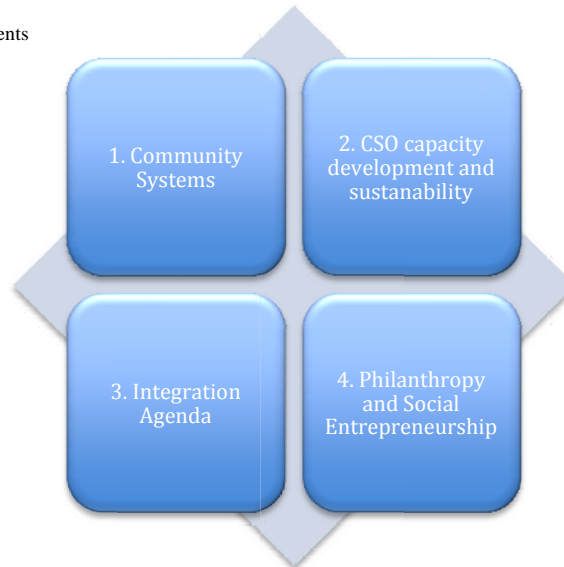 ents
1. Community
Systems
2. CSO capacity
development and
sustanability
3. Integration
Agenda
4. Philanthropy
and Social
Entrepreneurship